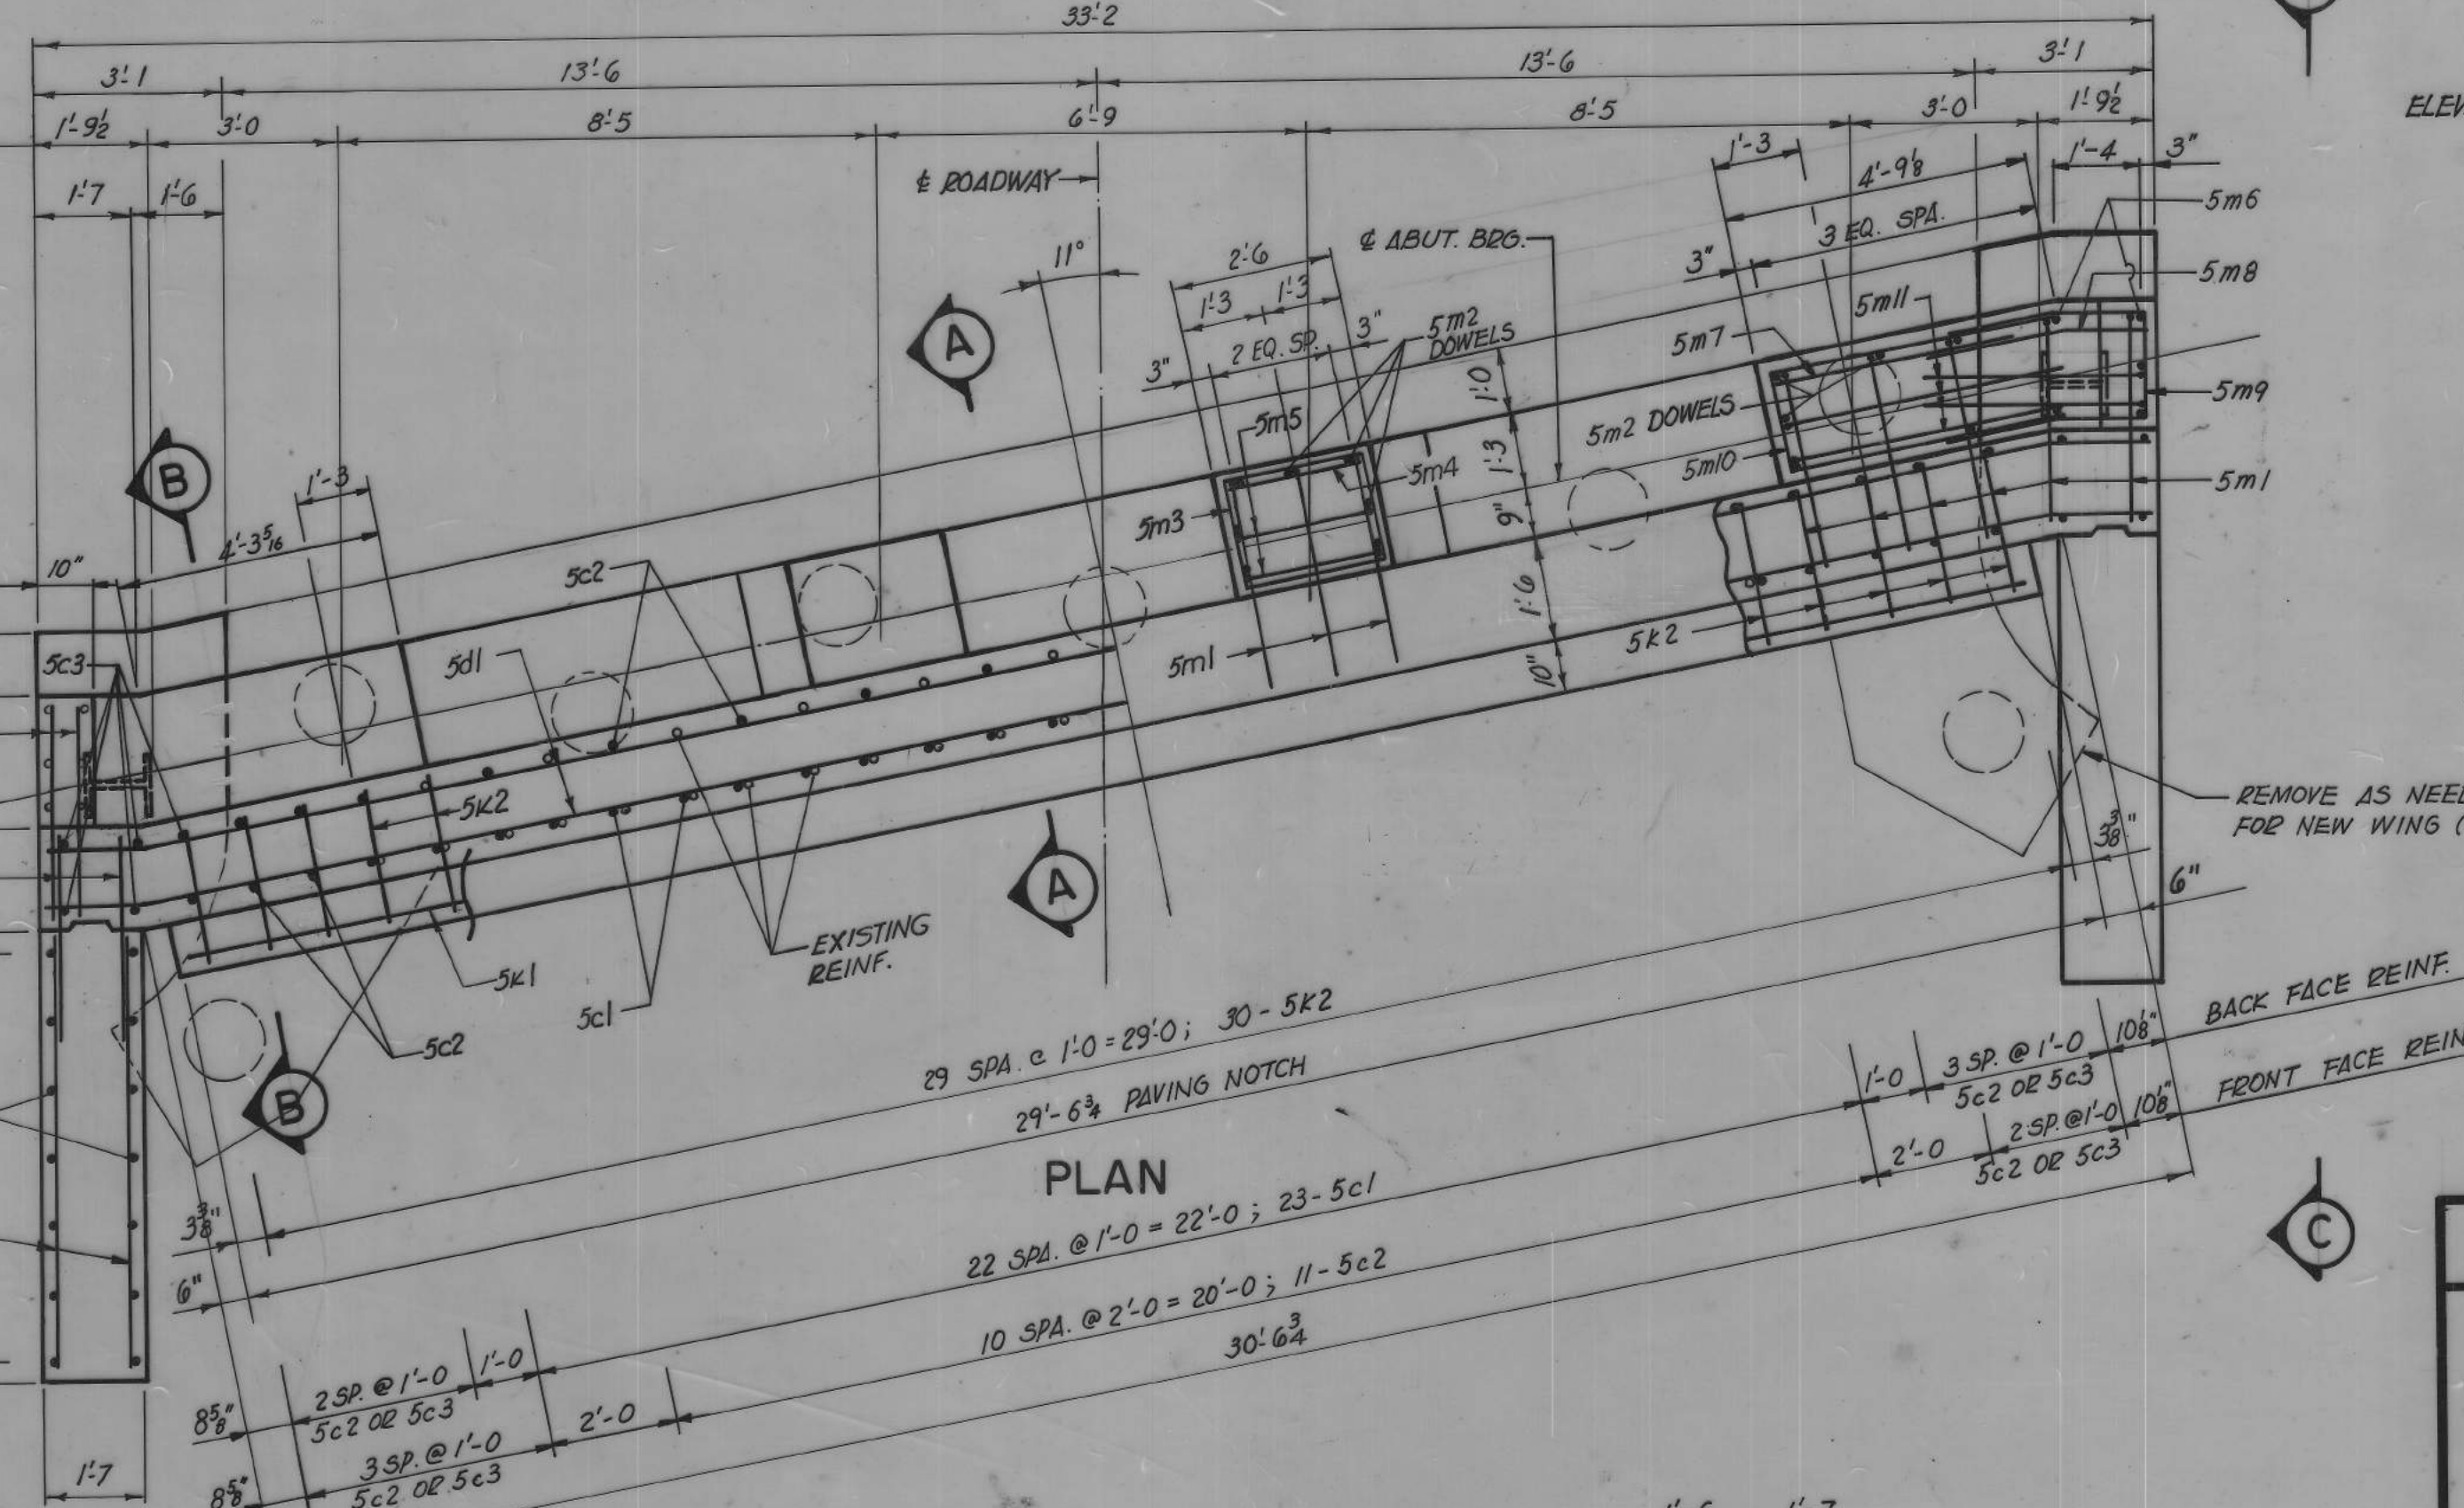 33'-2
3'-1
13'-6
13'-6
3'-1
1'-9½
3'-0
8'-5
6'-9
8'-5
3'-0
1'-9½
ELEV
1'-7
1'-6
℄ ROADWAY
1'-3
4'-9⅛
3 EQ. SPA.
3"
1'-4
3"
5m6
5m8
5m9
5m1
11°
A
2'-6
1'-3
1'-3
2 EQ. SP.
3"
3"
5m2
DOWELS
℄ ABUT. BRG.
5m11
5m7
5m2 DOWELS
5m10
1'-0
1'-3
9"
1'-6
10"
5m5
5m4
5m3
5m1
5k2
B
1'-3
4'-3 5/16
10"
5c3
5d1
5c2
5k2
5k1
5c2
5c1
EXISTING
REINF.
A
B
REMOVE AS NEE
FOR NEW WING (
3⅜"
6"
29 SPA. @ 1'-0 = 29'-0; 30 - 5k2
29'-6¾ PAVING NOTCH
PLAN
22 SPA. @ 1'-0 = 22'-0; 23 - 5c1
10 SPA. @ 2'-0 = 20'-0; 11 - 5c2
30'-6¾
1'-0
3 SP. @ 1'-0
5c2 OR 5c3
10⅛"
BACK FACE REINF.
2'-0
2 SP. @ 1'-0
5c2 OR 5c3
10⅛"
FRONT FACE REIN
C
3⅜"
6"
8⅝"
2 SP. @ 1'-0
5c2 OR 5c3
1'-0
8⅝"
3 SP. @ 1'-0
5c2 OR 5c3
2'-0
1'-7